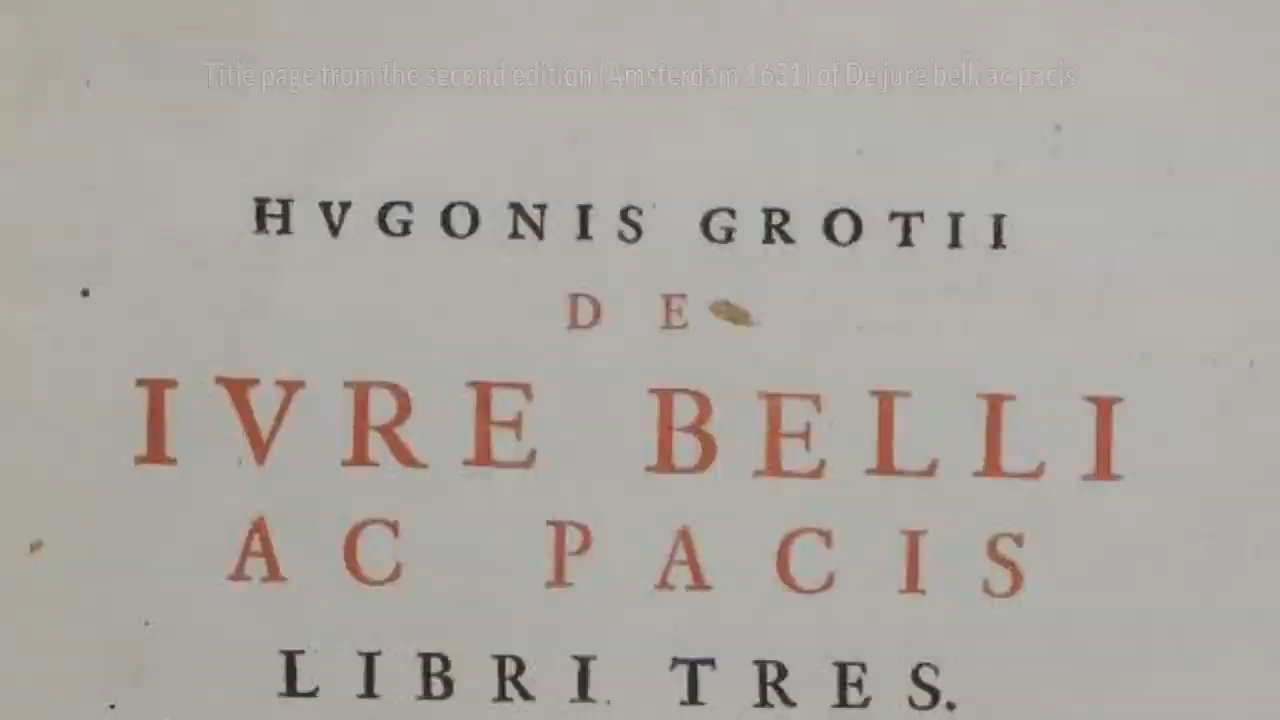 Title page from the second edition (Amsterdam 1631) of De jure belli ac pacis
HVGONIS GROTII
DE
IVRE BELLI
AC PACIS
LIBRI TRES.